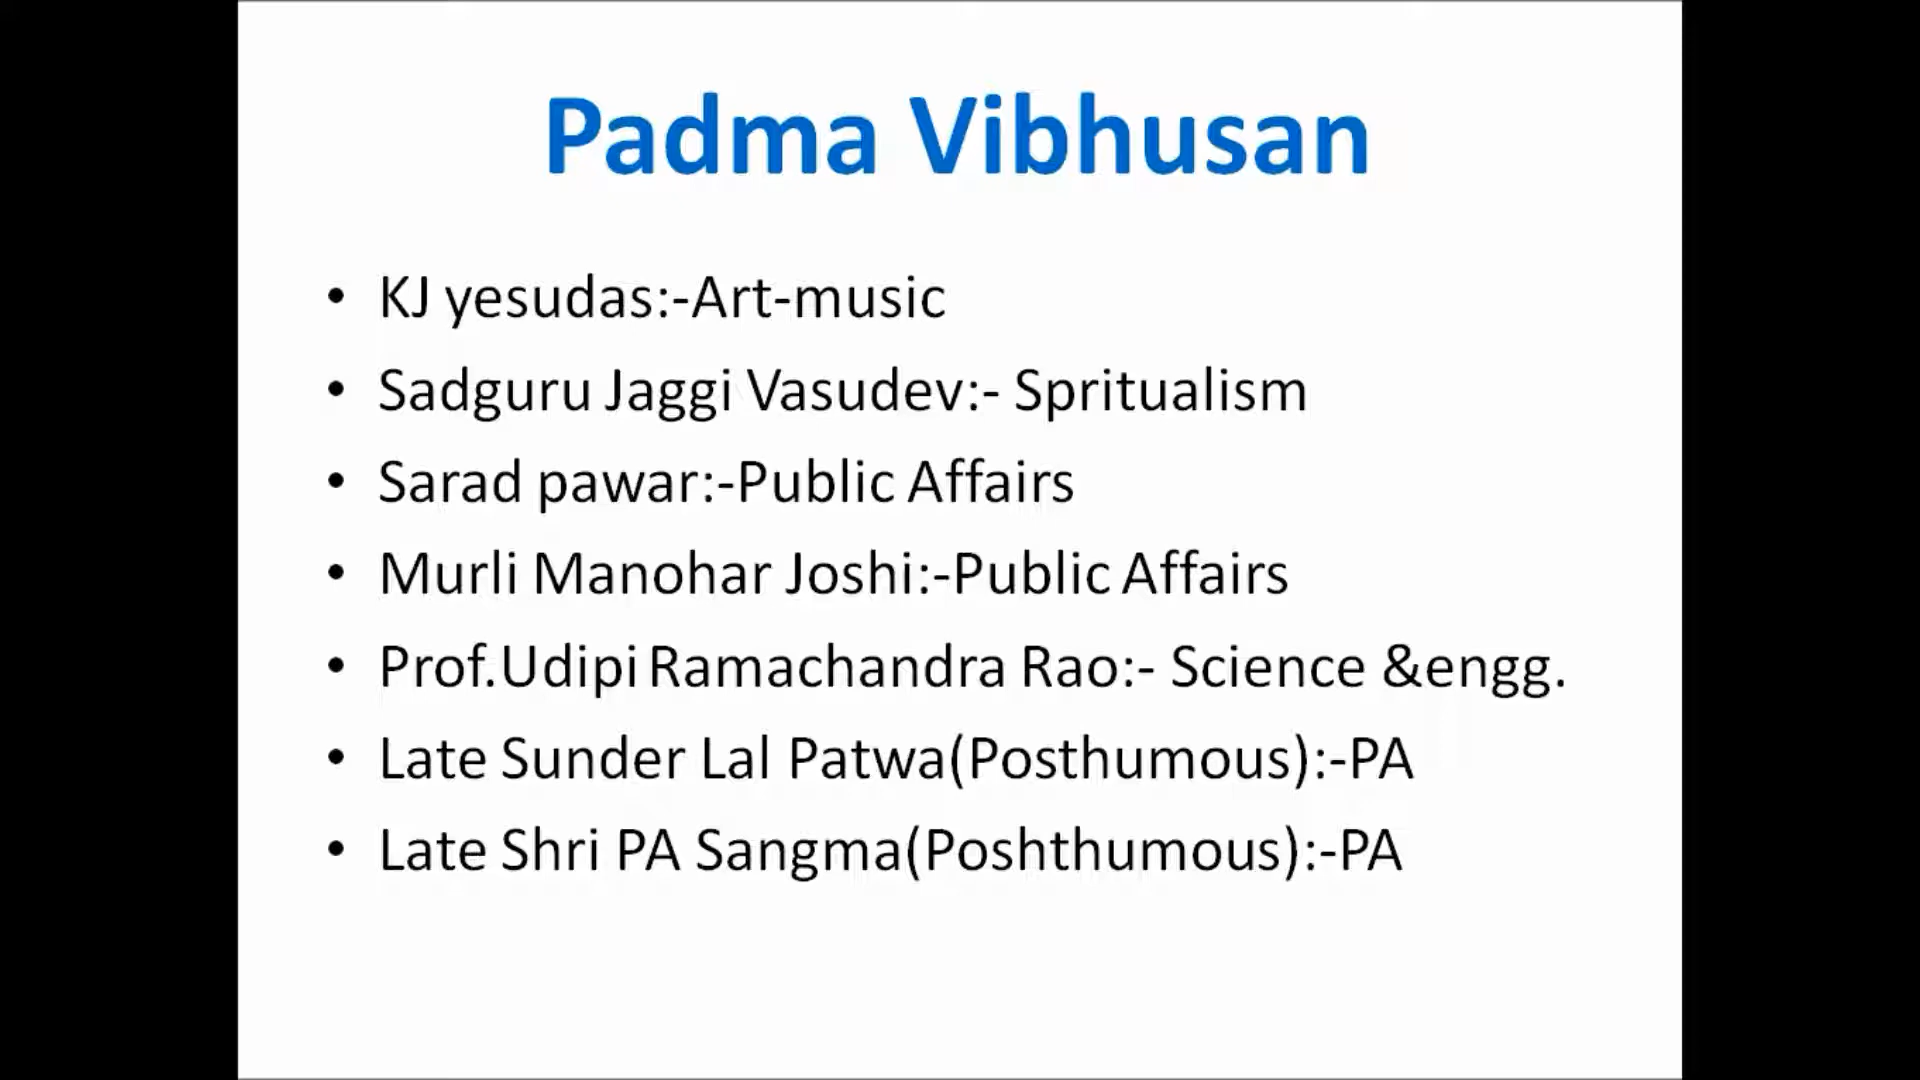 Padma Vibhusan
• KJ yesudas:-Art-music
• Sadguru Jaggi Vasudev:- Spritualism
• Sarad pawar:-Public Affairs
• Murli Manohar Joshi:-Public Affairs
• Prof.Udipi Ramachandra Rao:- Science &engg.
• Late Sunder Lal Patwa(Posthumous):-PA
• Late Shri PA Sangma(Poshthumous):-PA